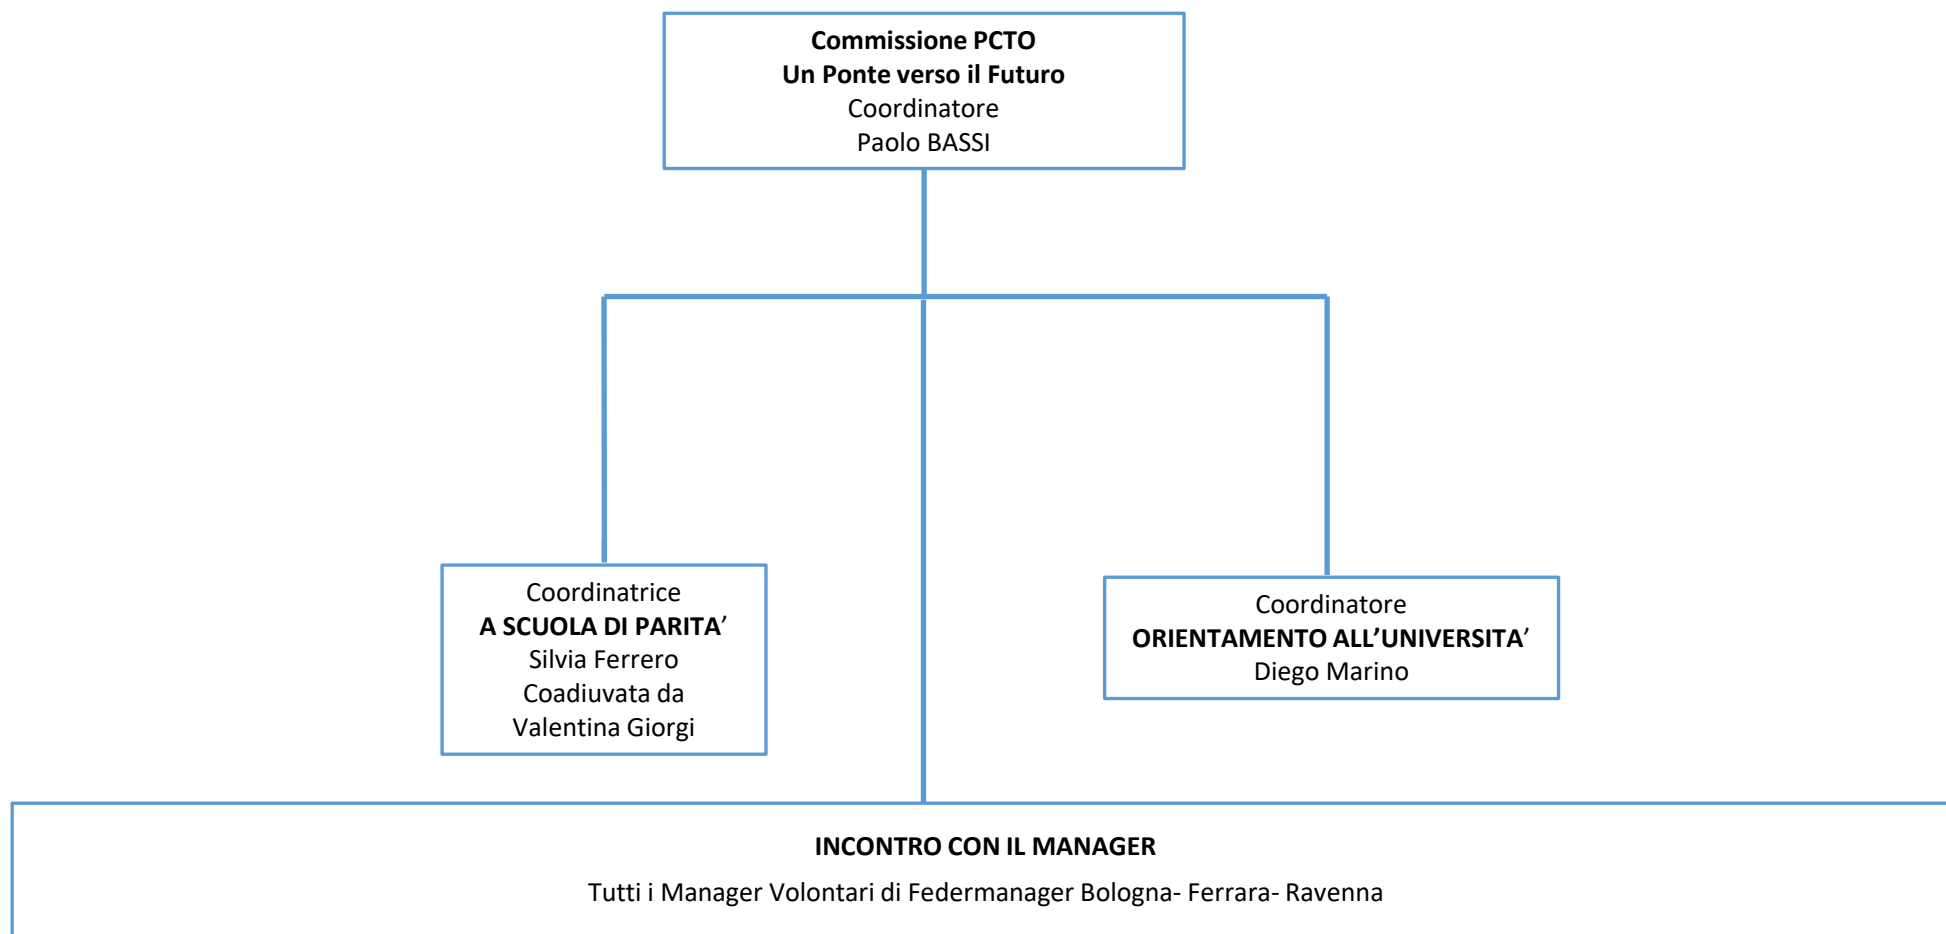 Commissione PCTO
Un Ponte verso il Futuro
Coordinatore
Paolo BASSI
Coordinatrice
A SCUOLA DI PARITA’
Silvia Ferrero
Coadiuvata da
Valentina Giorgi
Coordinatore
ORIENTAMENTO ALL’UNIVERSITA’
Diego Marino
INCONTRO CON IL MANAGER
Tutti i Manager Volontari di Federmanager Bologna- Ferrara- Ravenna